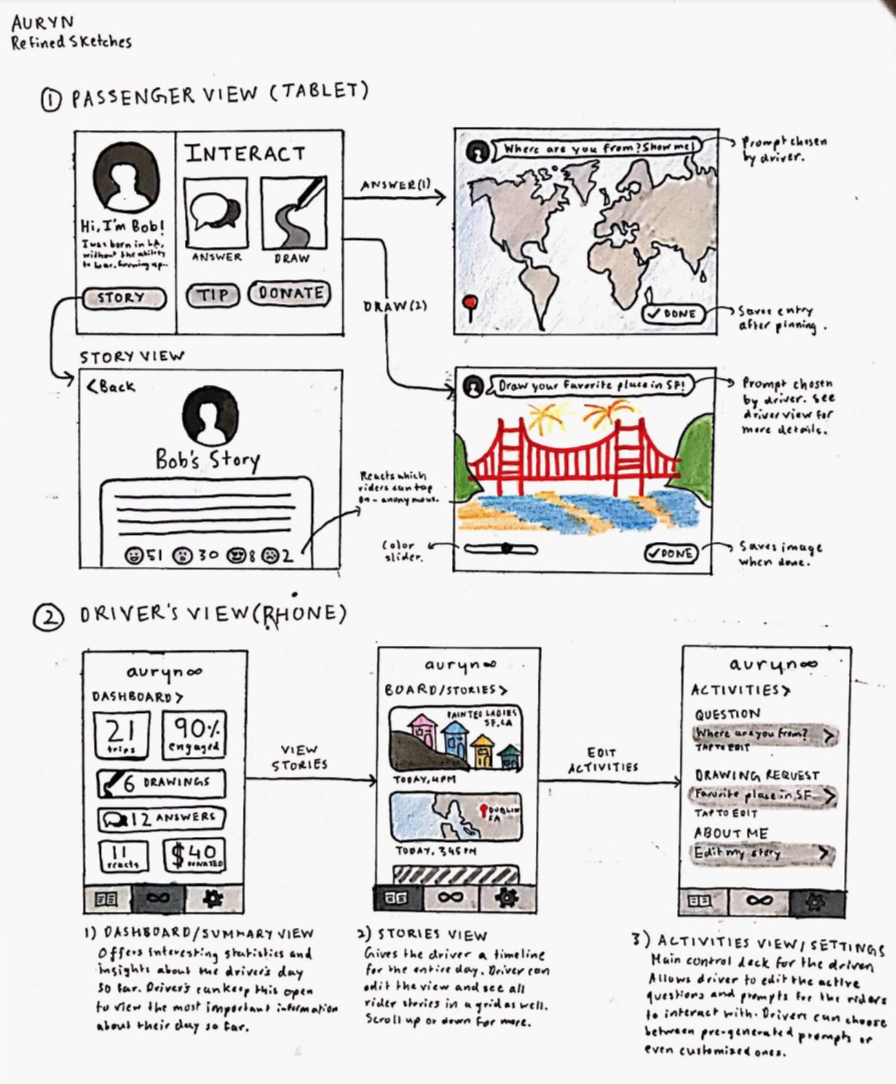 AURYN
Refined Sketches
① PASSENGER VIEW (TABLET)
Hi, I'm Bob!
I was born in LA,
without the ability
to hear. Growing up...
STORY
INTERACT
ANSWER
DRAW
TIP
DONATE
ANSWER(1)
DRAW(2)
Where are you from? Show me!
Prompt chosen
by driver.
✓ DONE
Saves entry
after pinning.
STORY VIEW
<Back
Bob's Story
51
30
8
2
Reacts which
riders can tap
on - anonymous.
Draw your favorite place in SF!
Prompt chosen
by driver. See
driver view for
more details.
Color
slider.
✓ DONE
Saves image
when done.
② DRIVER'S VIEW (PHONE)
auryn∞
DASHBOARD >
21
trips
90%
engaged
6 DRAWINGS
12 ANSWERS
11
reacts
$40
DONATED
VIEW
STORIES
auryn∞
BOARD/STORIES >
PAINTED LADIES
SF, CA
TODAY, 4PM
DUBLIN
TODAY, 3:45PM
EDIT
ACTIVITIES
auryn∞
ACTIVITIES >
QUESTION
Where are you from? >
TAP TO EDIT
DRAWING REQUEST
Favorite place in SF... >
TAP TO EDIT
ABOUT ME
Edit my story >
1) DASHBOARD/SUMMARY VIEW
Offers interesting statistics and
insights about the driver's day
so far. Driver's can keep this open
to view the most important information
about their day so far.
2) STORIES VIEW
Gives the driver a timeline
for the entire day. Driver can
edit the view and see all
rider stories in a grid as well.
Scroll up or down for more.
3) ACTIVITIES VIEW/SETTINGS
Main control deck for the driver.
Allows driver to edit the active
questions and prompts for the riders
to interact with. Drivers can choose
between pre-generated prompts or
even customized ones.